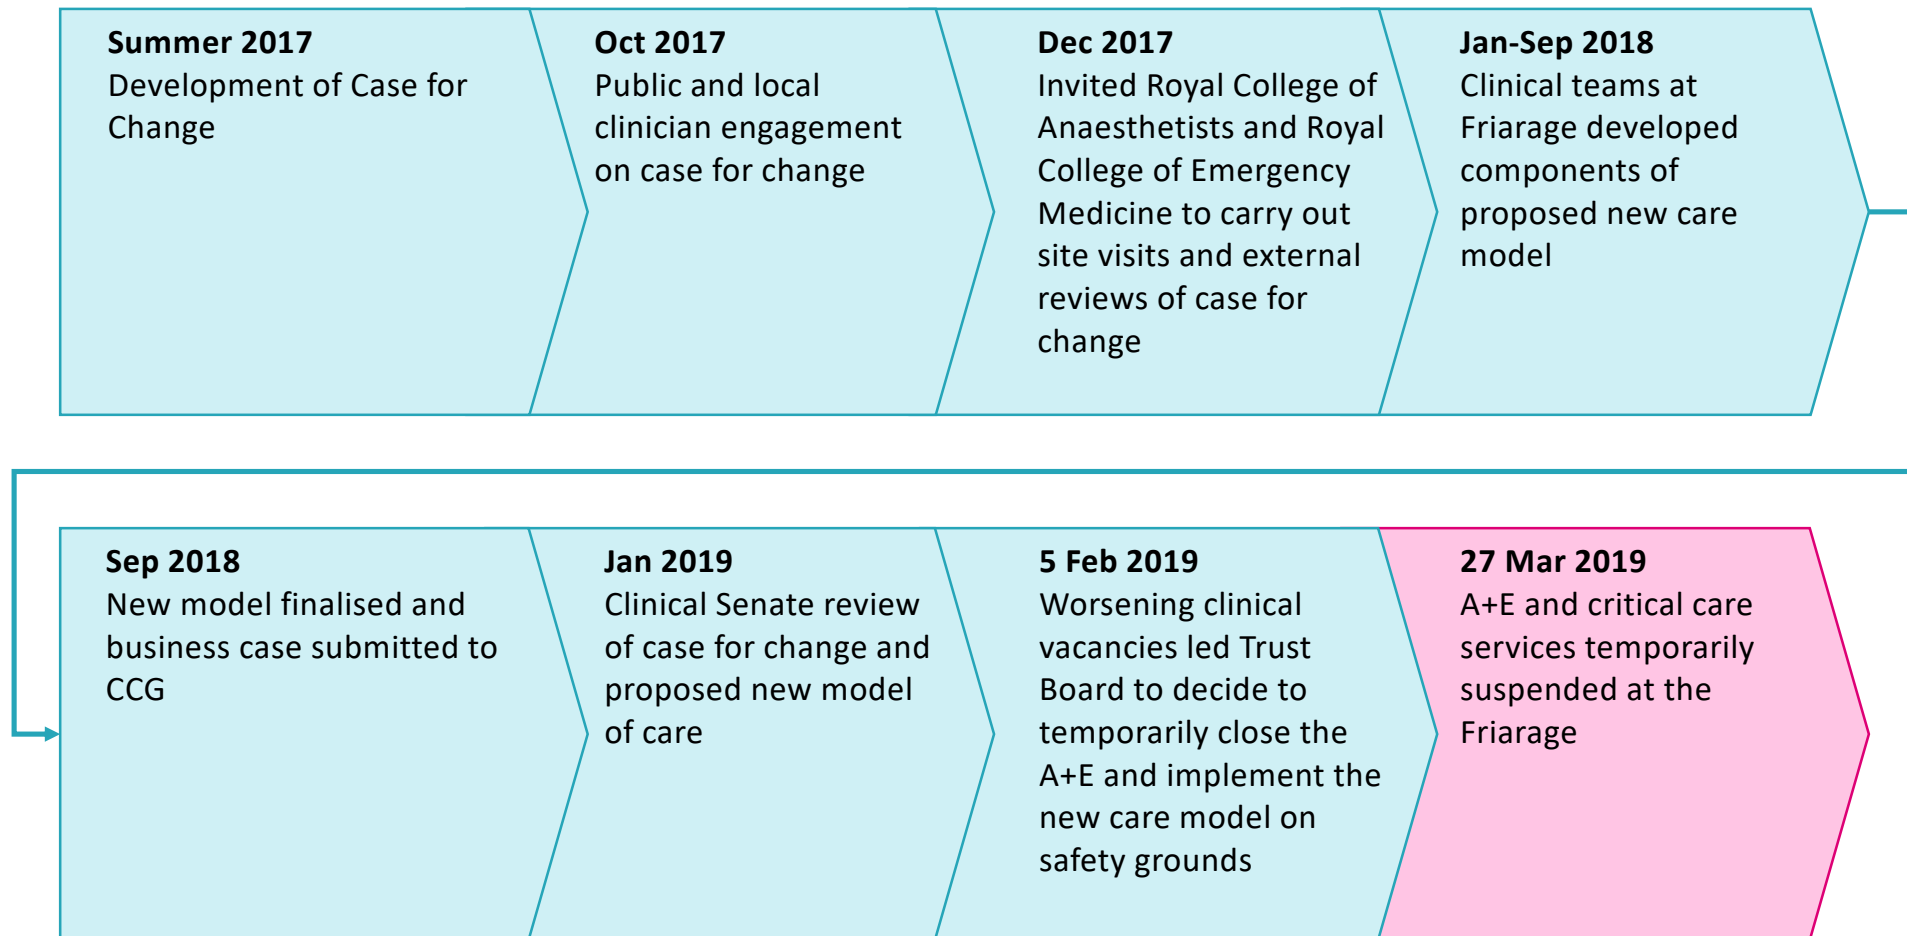 Summer 2017
Development of Case for
Change
Oct 2017
Public and local
clinician engagement
on case for change
Dec 2017
Invited Royal College of
Anaesthetists and Royal
College of Emergency
Medicine to carry out
site visits and external
reviews of case for
change
Jan-Sep 2018
Clinical teams at
Friarage developed
components of
proposed new care
model
Sep 2018
New model finalised and
business case submitted to
CCG
Jan 2019
Clinical Senate review
of case for change and
proposed new model
of care
5 Feb 2019
Worsening clinical
vacancies led Trust
Board to decide to
temporarily close the
A+E and implement the
new care model on
safety grounds
27 Mar 2019
A+E and critical care
services temporarily
suspended at the
Friarage